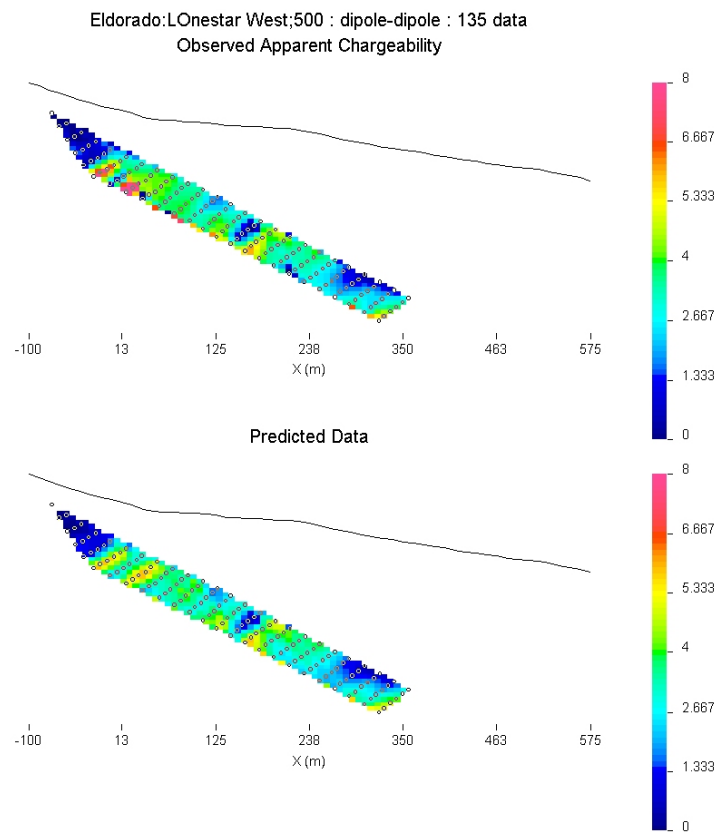 Eldorado:LOnestar West;500 : dipole-dipole : 135 data
Observed Apparent Chargeability
8
6.667
5.333
4
2.667
1.333
0
-100 13 125 238 350 463 575
X (m)
Predicted Data
8
6.667
5.333
4
2.667
1.333
0
-100 13 125 238 350 463 575
X (m)